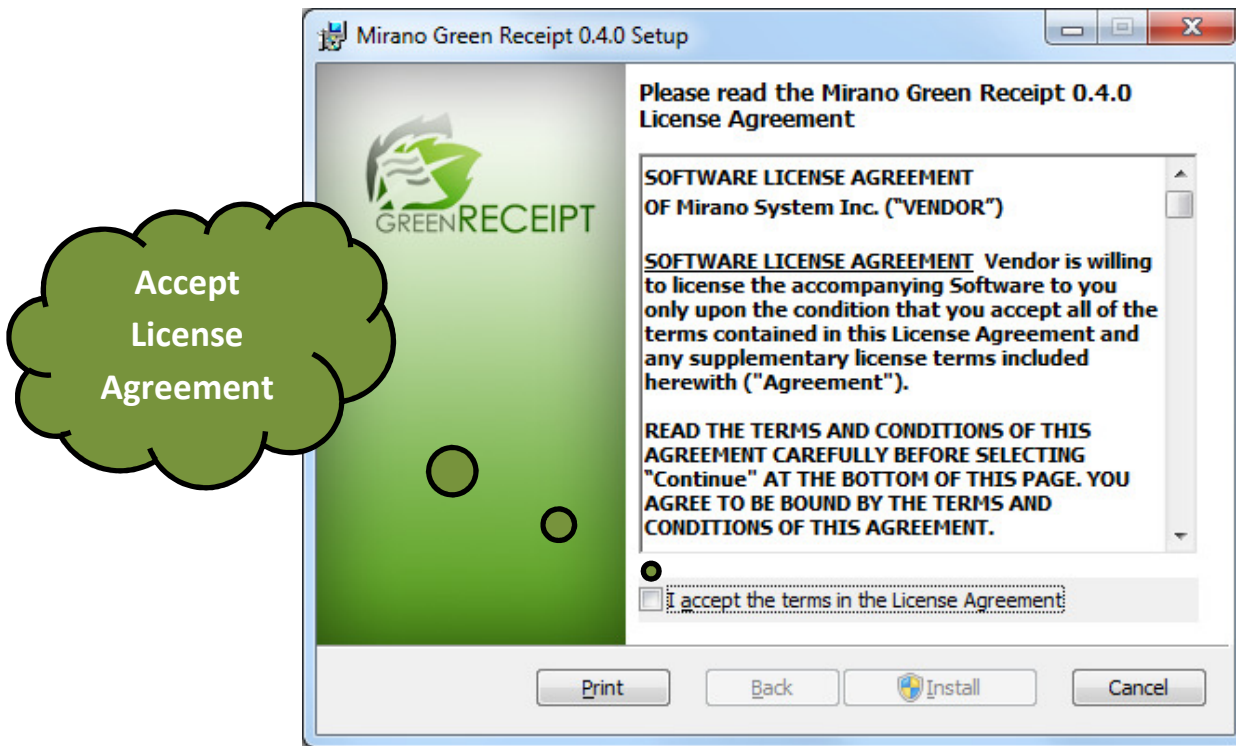 Mirano Green Receipt 0.4.0 Setup
Please read the Mirano Green Receipt 0.4.0
License Agreement
GREENRECEIPT
SOFTWARE LICENSE AGREEMENT
OF Mirano System Inc. ("VENDOR")
SOFTWARE LICENSE AGREEMENT Vendor is willing
to license the accompanying Software to you
only upon the condition that you accept all of the
terms contained in this License Agreement and
any supplementary license terms included
herewith ("Agreement").
READ THE TERMS AND CONDITIONS OF THIS
AGREEMENT CAREFULLY BEFORE SELECTING
"Continue" AT THE BOTTOM OF THIS PAGE. YOU
AGREE TO BE BOUND BY THE TERMS AND
CONDITIONS OF THIS AGREEMENT.
Accept
License
Agreement
I accept the terms in the License Agreement
Print
Back
Install
Cancel